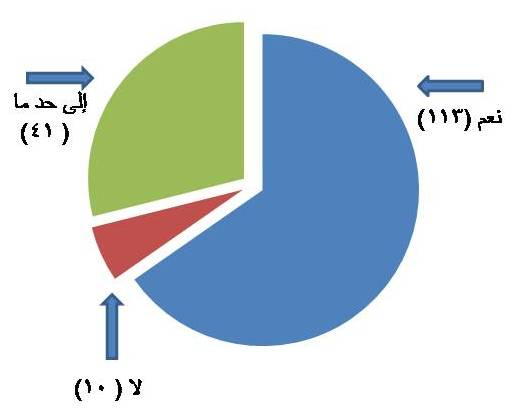 نعم (١١٣)
إلى حد ما
(٤١ )
لا ( ١٠)